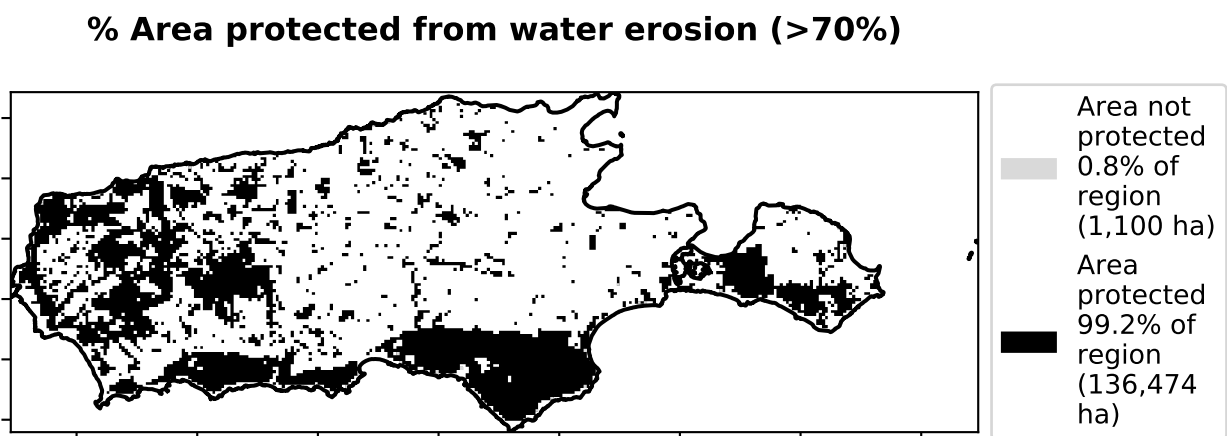 % Area protected from water erosion (>70%)
Area not
protected
0.8% of
region
(1,100 ha)
Area
protected
99.2% of
region
(136,474
ha)